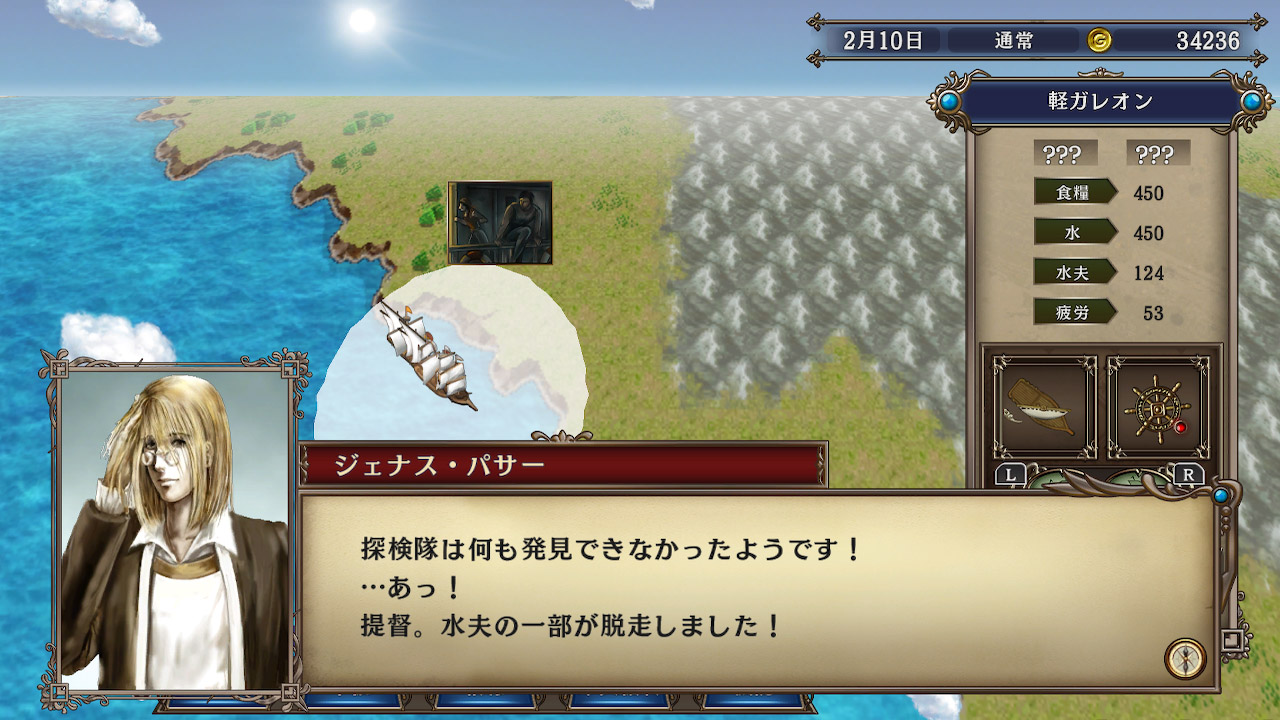 2月10日 通常 G 34236
軽ガレオン
??? ???
食糧 450
水 450
水夫 124
疲労 53
L R
ジェナス・パサー
探検隊は何も発見できなかったようです！
…あっ！
提督。水夫の一部が脱走しました！